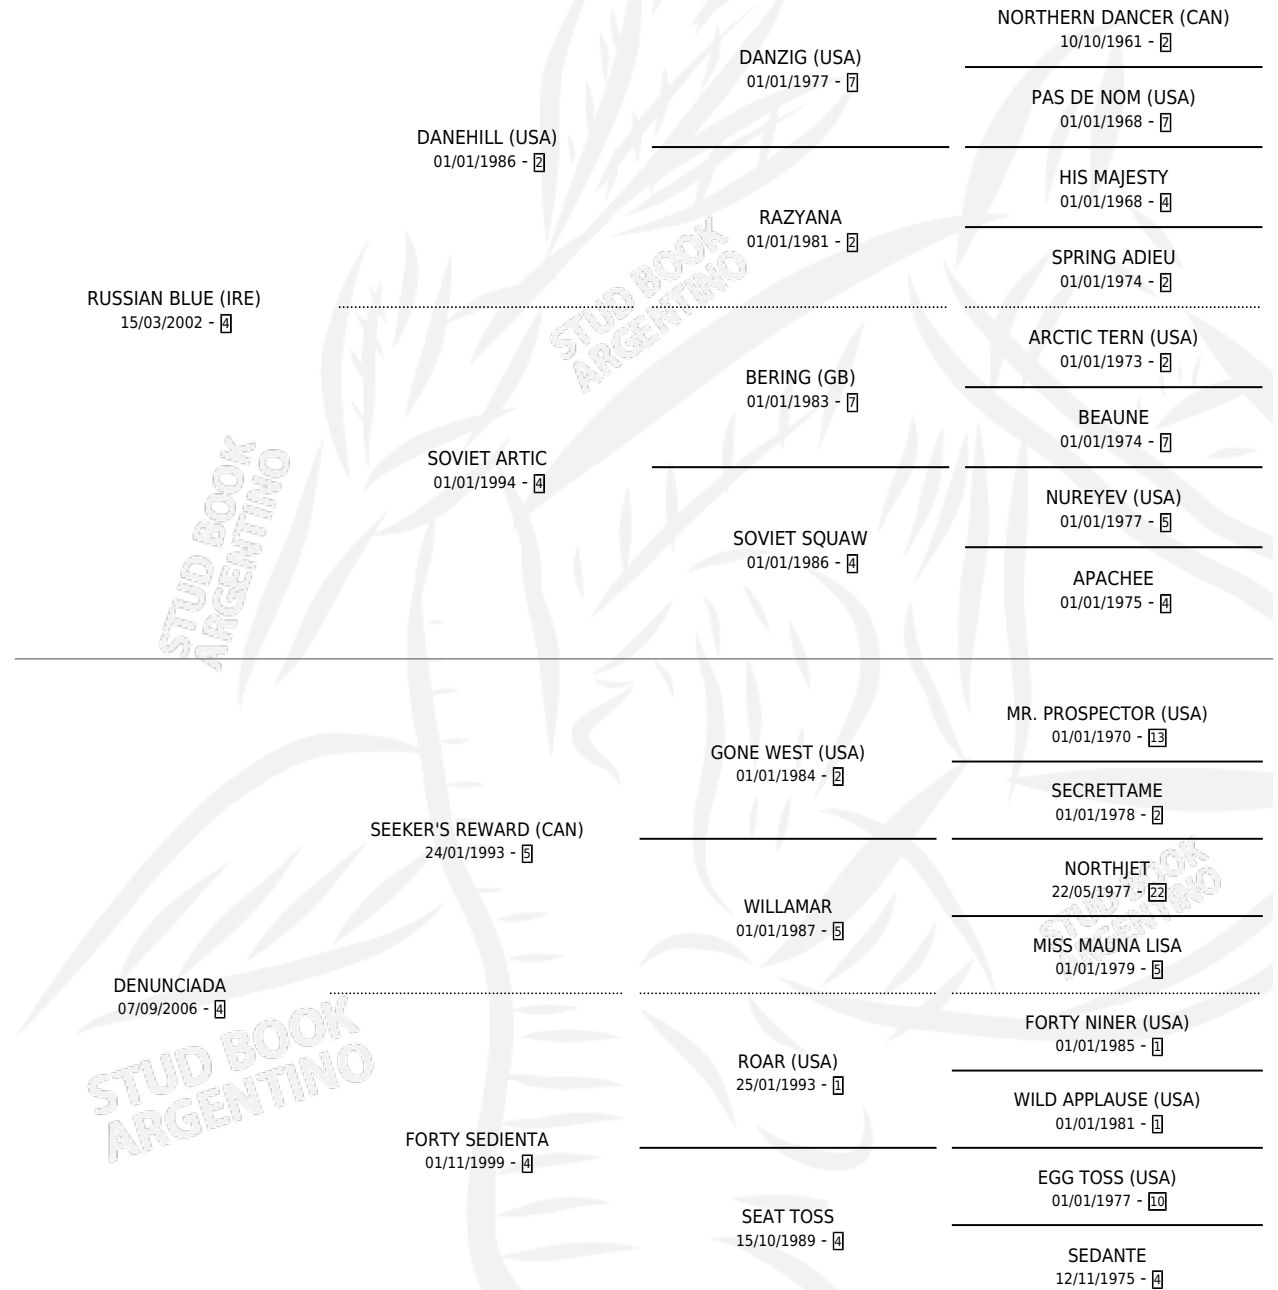 NORTHERN DANCER (CAN)
10/10/1961 - 2
DANZIG (USA)
01/01/1977 - 7
PAS DE NOM (USA)
01/01/1968 - 7
DANEHILL (USA)
01/01/1986 - 2
HIS MAJESTY
01/01/1968 - 4
RAZYANA
01/01/1981 - 2
SPRING ADIEU
01/01/1974 - 2
RUSSIAN BLUE (IRE)
15/03/2002 - 4
ARCTIC TERN (USA)
01/01/1973 - 2
BERING (GB)
01/01/1983 - 7
BEAUNE
01/01/1974 - 7
SOVIET ARTIC
01/01/1994 - 4
NUREYEV (USA)
01/01/1977 - 5
SOVIET SQUAW
01/01/1986 - 4
APACHEE
01/01/1975 - 4
MR. PROSPECTOR (USA)
01/01/1970 - 13
GONE WEST (USA)
01/01/1984 - 2
SECRETTAME
01/01/1978 - 2
SEEKER'S REWARD (CAN)
24/01/1993 - 5
NORTHJET
22/05/1977 - 22
WILLAMAR
01/01/1987 - 5
MISS MAUNA LISA
01/01/1979 - 5
DENUNCIADA
07/09/2006 - 4
FORTY NINER (USA)
01/01/1985 - 1
ROAR (USA)
25/01/1993 - 1
WILD APPLAUSE (USA)
01/01/1981 - 1
FORTY SEDIENTA
01/11/1999 - 4
EGG TOSS (USA)
01/01/1977 - 10
SEAT TOSS
15/10/1989 - 4
SEDANTE
12/11/1975 - 4
STUD BOOK
ARGENTINO
STUD BOOK
ARGENTINO
STUD BOOK
ARGENTINO
STUD BOOK
ARGENTINO